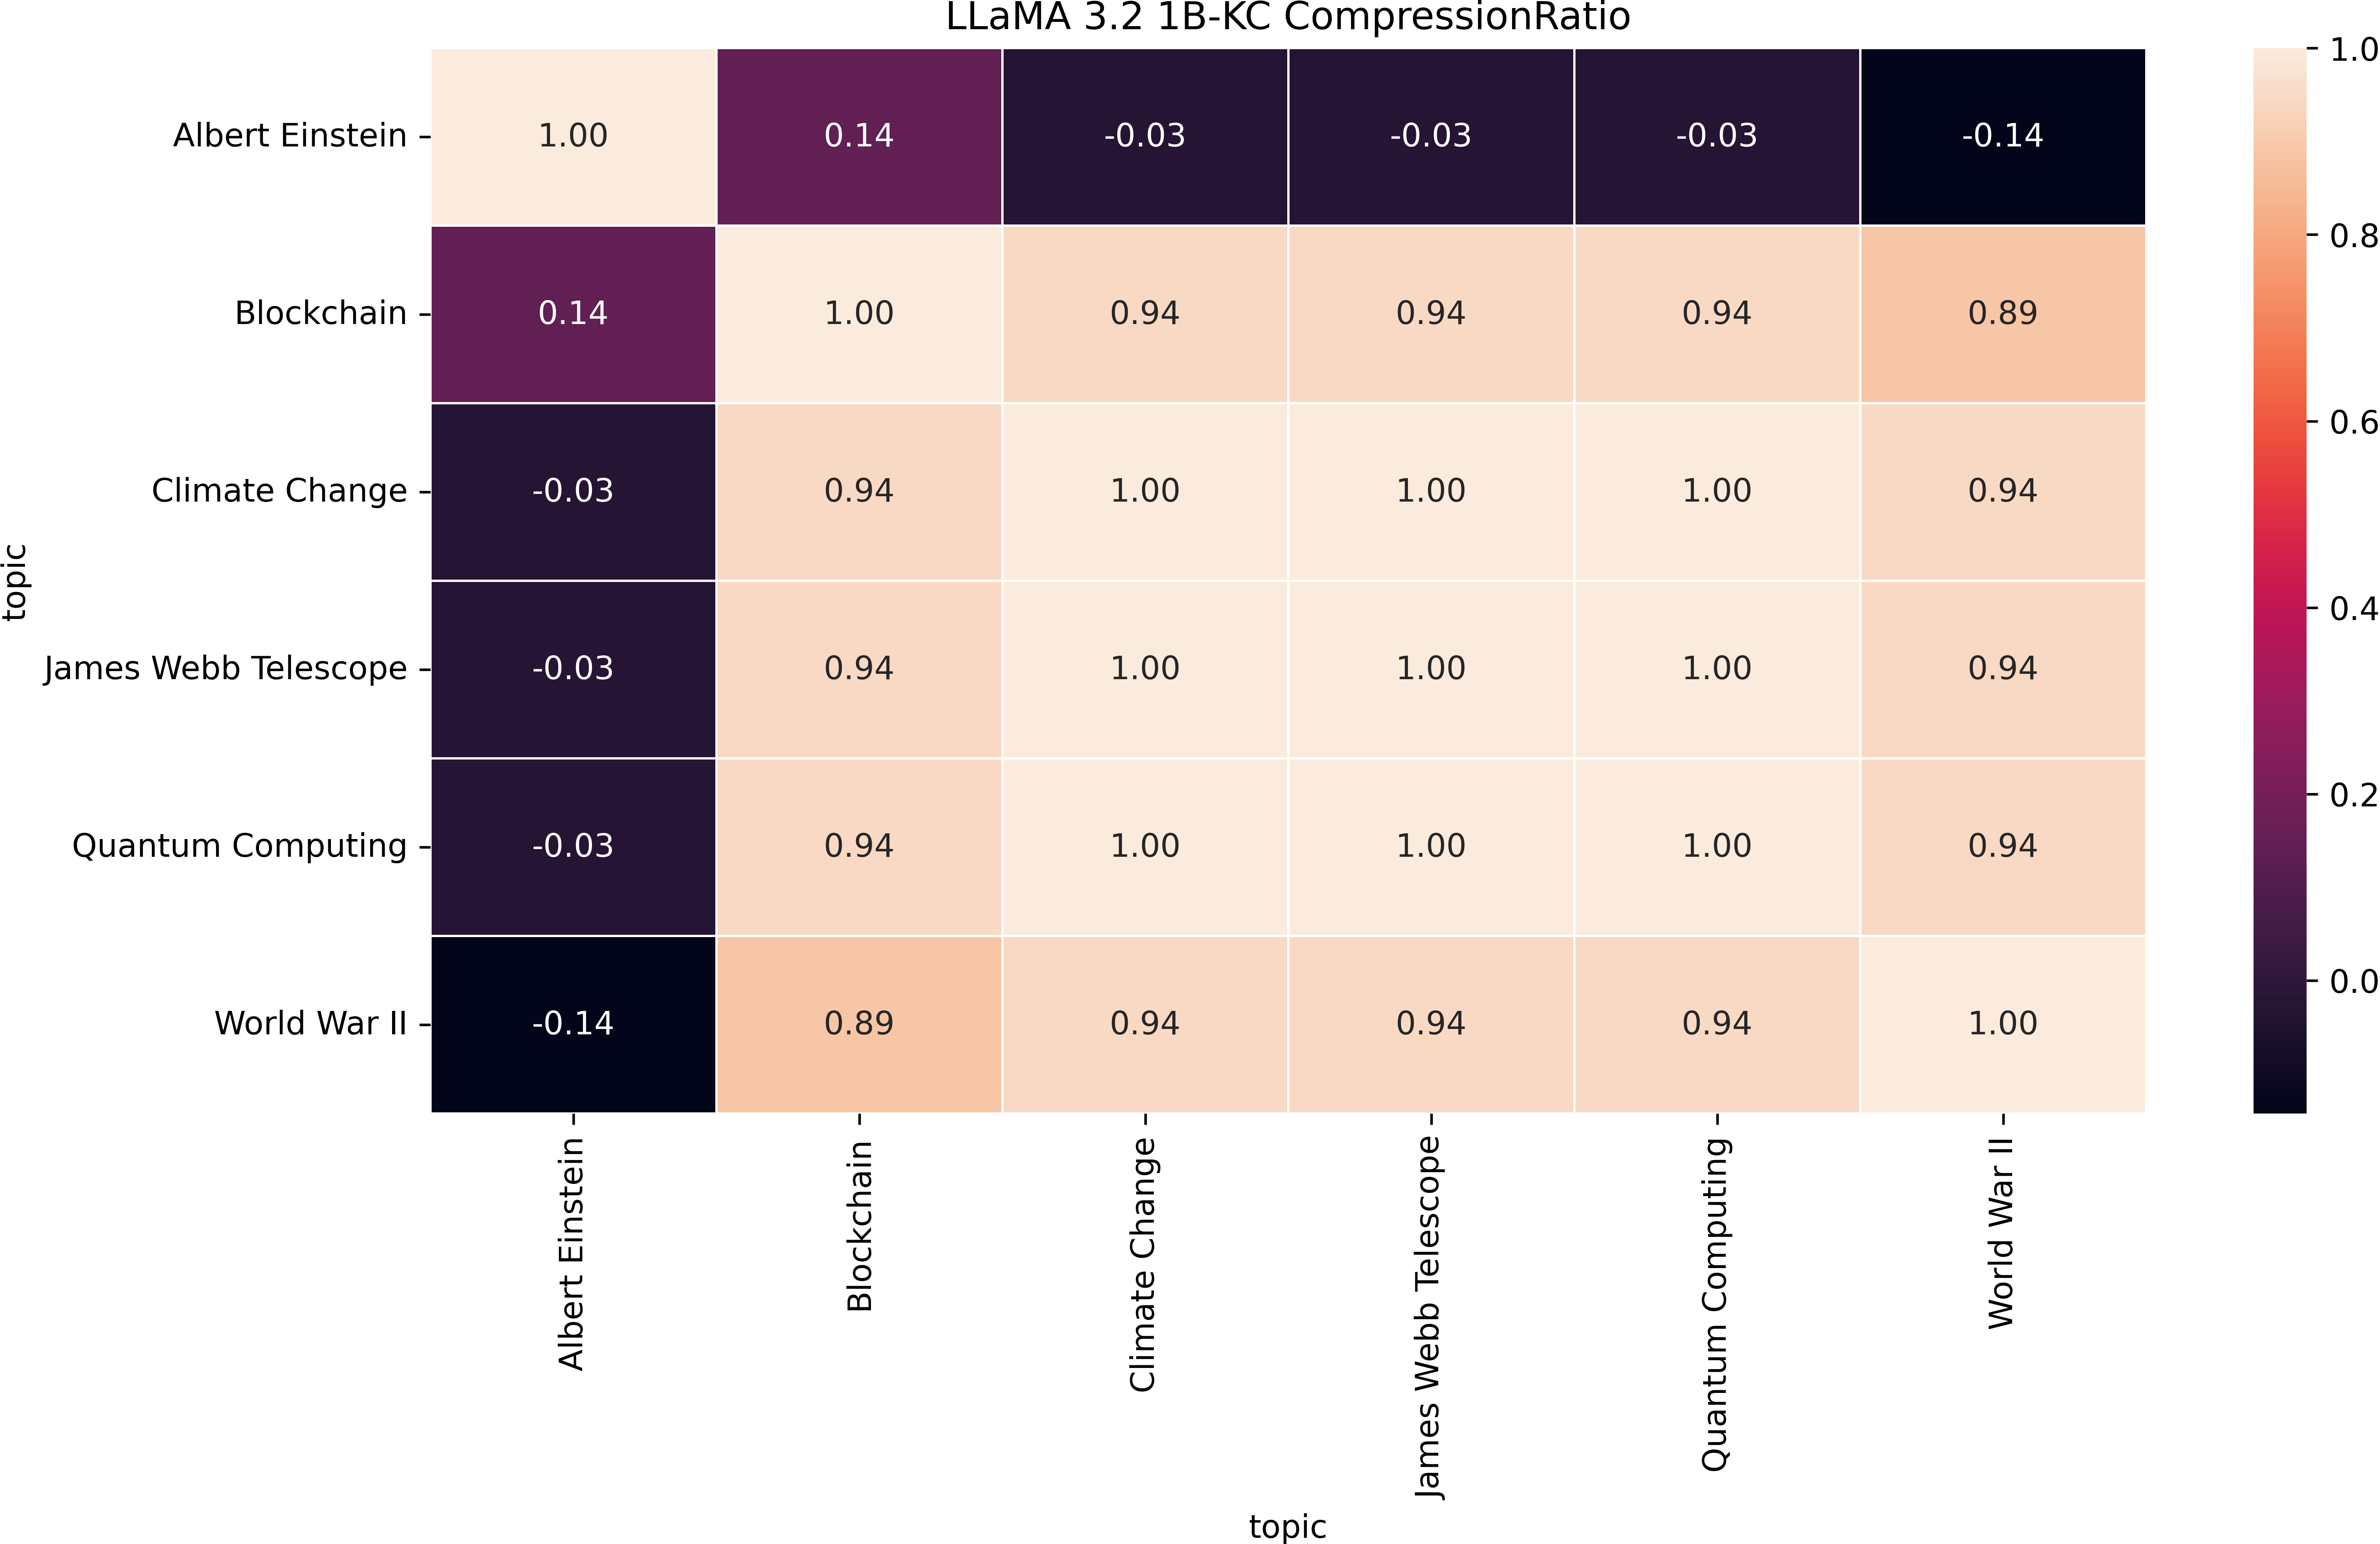 LLaMA 3.2 1B-KC CompressionRatio
Albert Einstein 1.00 0.14 -0.03 -0.03 -0.03 -0.14
Blockchain 0.14 1.00 0.94 0.94 0.94 0.89
Climate Change -0.03 0.94 1.00 1.00 1.00 0.94
James Webb Telescope -0.03 0.94 1.00 1.00 1.00 0.94
Quantum Computing -0.03 0.94 1.00 1.00 1.00 0.94
World War II -0.14 0.89 0.94 0.94 0.94 1.00
topic
Albert Einstein
Blockchain
Climate Change
James Webb Telescope
Quantum Computing
World War II
topic
1.0
0.8
0.6
0.4
0.2
0.0